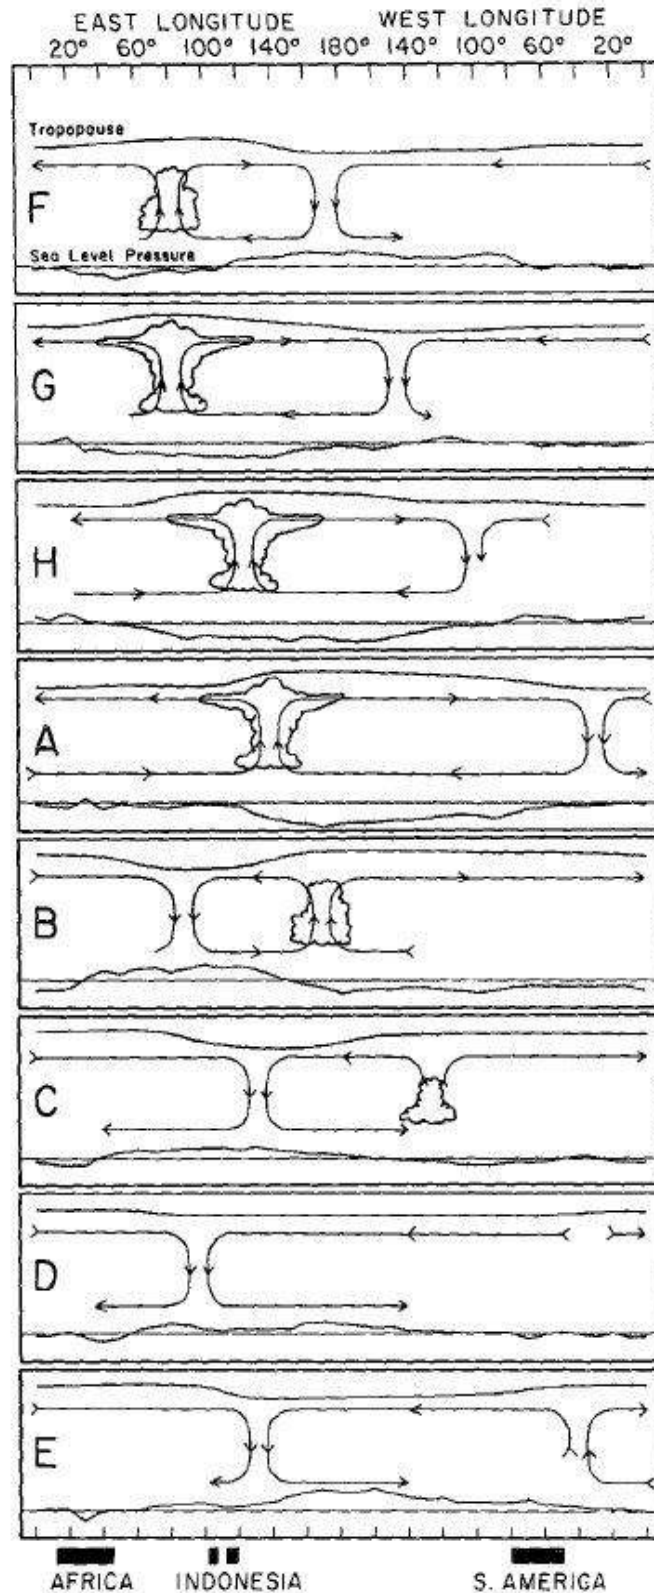 EAST LONGITUDE WEST LONGITUDE
20° 60° 100° 140° 180° 140° 100° 60° 20°
Tropopause
F
Sea Level Pressure
G
H
A
B
C
D
E
AFRICA INDONESIA S. AMERICA